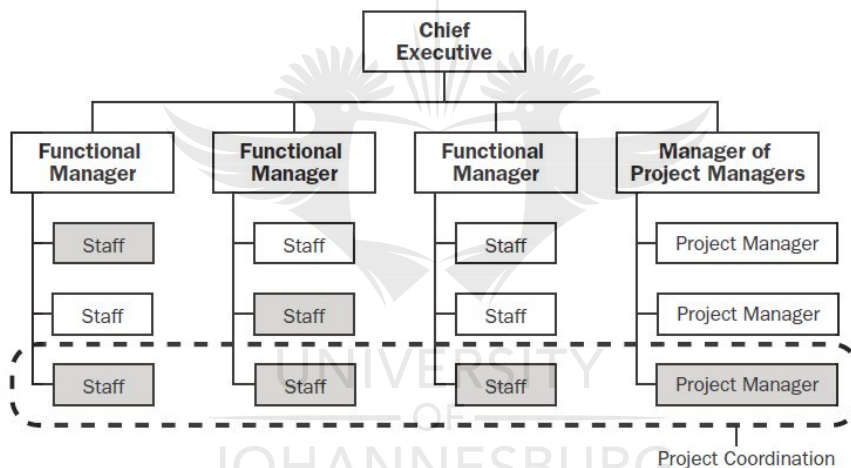 Chief
Executive
Functional
Manager
Functional
Manager
Functional
Manager
Manager of
Project Managers
Staff
Staff
Staff
Project Manager
Staff
Staff
Staff
Project Manager
UNIVERSITY
Staff
Staff
Staff
Project Manager
OF
JOHANNESBURG
Project Coordination